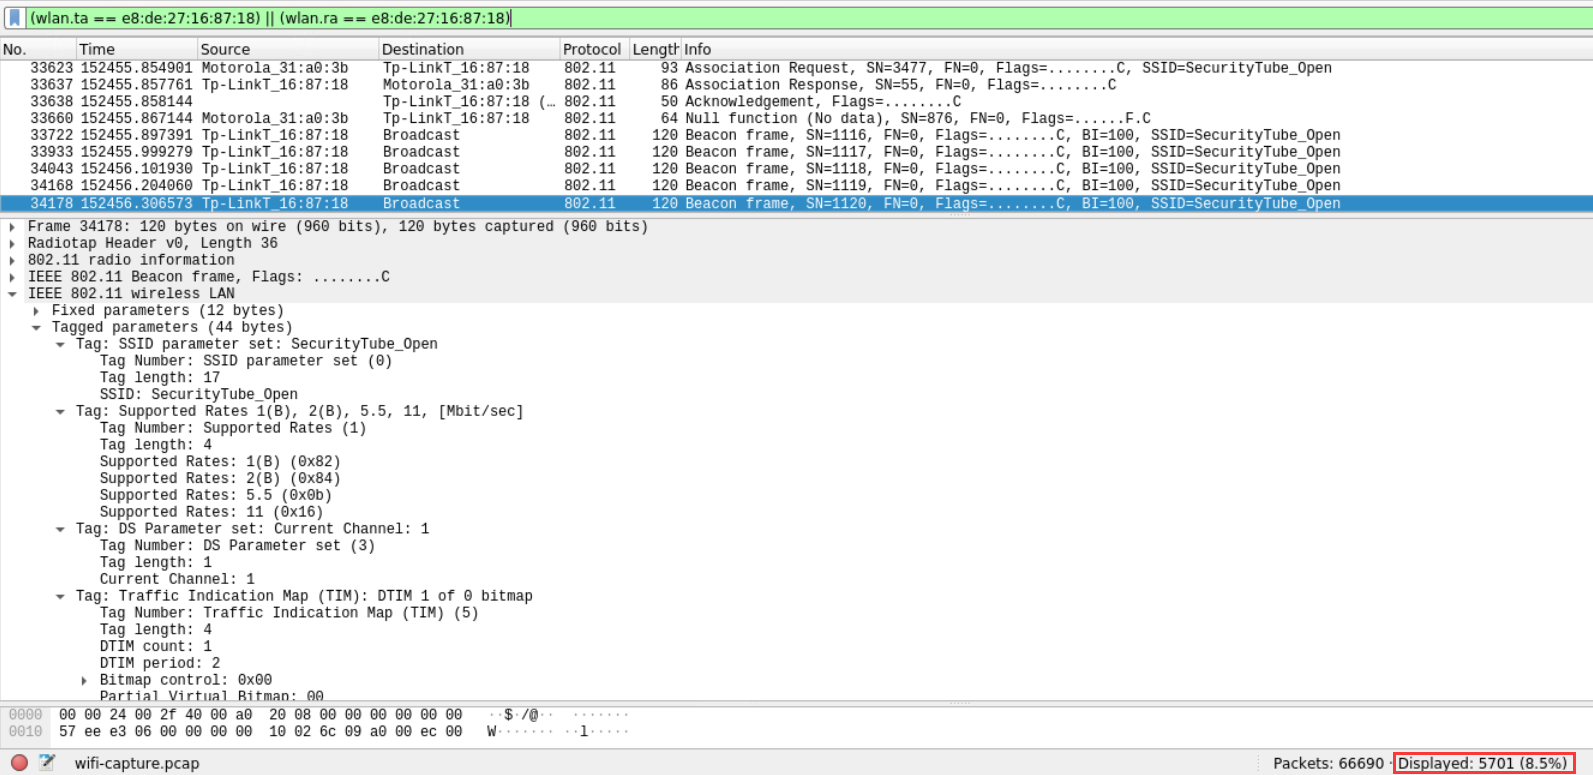 (wlan.ta == e8:de:27:16:87:18) || (wlan.ra == e8:de:27:16:87:18)
No. Time Source Destination Protocol Length Info
33623 152455.854901 Motorola_31:a0:3b Tp-LinkT_16:87:18 802.11 93 Association Request, SN=3477, FN=0, Flags=........C, SSID=SecurityTube_Open
33637 152455.857761 Tp-LinkT_16:87:18 Motorola_31:a0:3b 802.11 86 Association Response, SN=55, FN=0, Flags=........C
33638 152455.858144 Tp-LinkT_16:87:18 (… 802.11 50 Acknowledgement, Flags=........C
33660 152455.867144 Motorola_31:a0:3b Tp-LinkT_16:87:18 802.11 64 Null function (No data), SN=876, FN=0, Flags=......F.C
33722 152455.897391 Tp-LinkT_16:87:18 Broadcast 802.11 120 Beacon frame, SN=1116, FN=0, Flags=........C, BI=100, SSID=SecurityTube_Open
33933 152455.999279 Tp-LinkT_16:87:18 Broadcast 802.11 120 Beacon frame, SN=1117, FN=0, Flags=........C, BI=100, SSID=SecurityTube_Open
34043 152456.101930 Tp-LinkT_16:87:18 Broadcast 802.11 120 Beacon frame, SN=1118, FN=0, Flags=........C, BI=100, SSID=SecurityTube_Open
34168 152456.204060 Tp-LinkT_16:87:18 Broadcast 802.11 120 Beacon frame, SN=1119, FN=0, Flags=........C, BI=100, SSID=SecurityTube_Open
34178 152456.306573 Tp-LinkT_16:87:18 Broadcast 802.11 120 Beacon frame, SN=1120, FN=0, Flags=........C, BI=100, SSID=SecurityTube_Open
Frame 34178: 120 bytes on wire (960 bits), 120 bytes captured (960 bits)
Radiotap Header v0, Length 36
802.11 radio information
IEEE 802.11 Beacon frame, Flags: ........C
IEEE 802.11 wireless LAN
Fixed parameters (12 bytes)
Tagged parameters (44 bytes)
Tag: SSID parameter set: SecurityTube_Open
Tag Number: SSID parameter set (0)
Tag length: 17
SSID: SecurityTube_Open
Tag: Supported Rates 1(B), 2(B), 5.5, 11, [Mbit/sec]
Tag Number: Supported Rates (1)
Tag length: 4
Supported Rates: 1(B) (0x82)
Supported Rates: 2(B) (0x84)
Supported Rates: 5.5 (0x0b)
Supported Rates: 11 (0x16)
Tag: DS Parameter set: Current Channel: 1
Tag Number: DS Parameter set (3)
Tag length: 1
Current Channel: 1
Tag: Traffic Indication Map (TIM): DTIM 1 of 0 bitmap
Tag Number: Traffic Indication Map (TIM) (5)
Tag length: 4
DTIM count: 1
DTIM period: 2
Bitmap control: 0x00
Partial Virtual Bitmap: 00
0000 00 00 24 00 2f 40 00 a0 20 08 00 00 00 00 00 00 ··$·/@·· ·······
0010 57 ee e3 06 00 00 00 00 10 02 6c 09 a0 00 ec 00 W······· ··l·····
wifi-capture.pcap Packets: 66690 · Displayed: 5701 (8.5%)